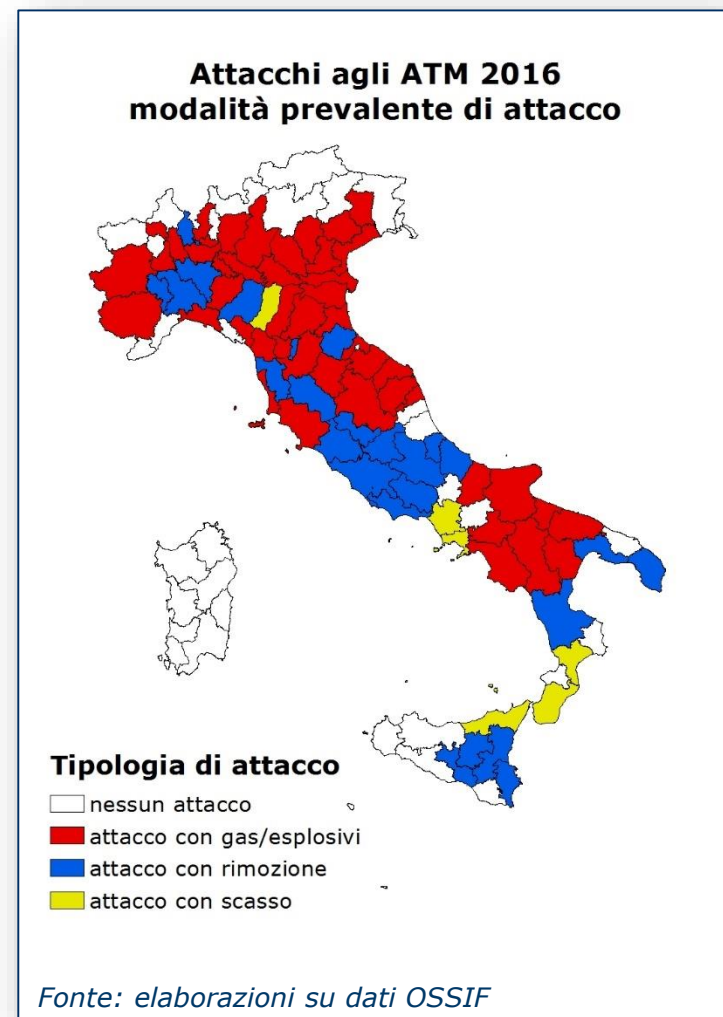 Attacchi agli ATM 2016
modalità prevalente di attacco
Tipologia di attacco
nessun attacco
attacco con gas/esplosivi
attacco con rimozione
attacco con scasso
Fonte: elaborazioni su dati OSSIF